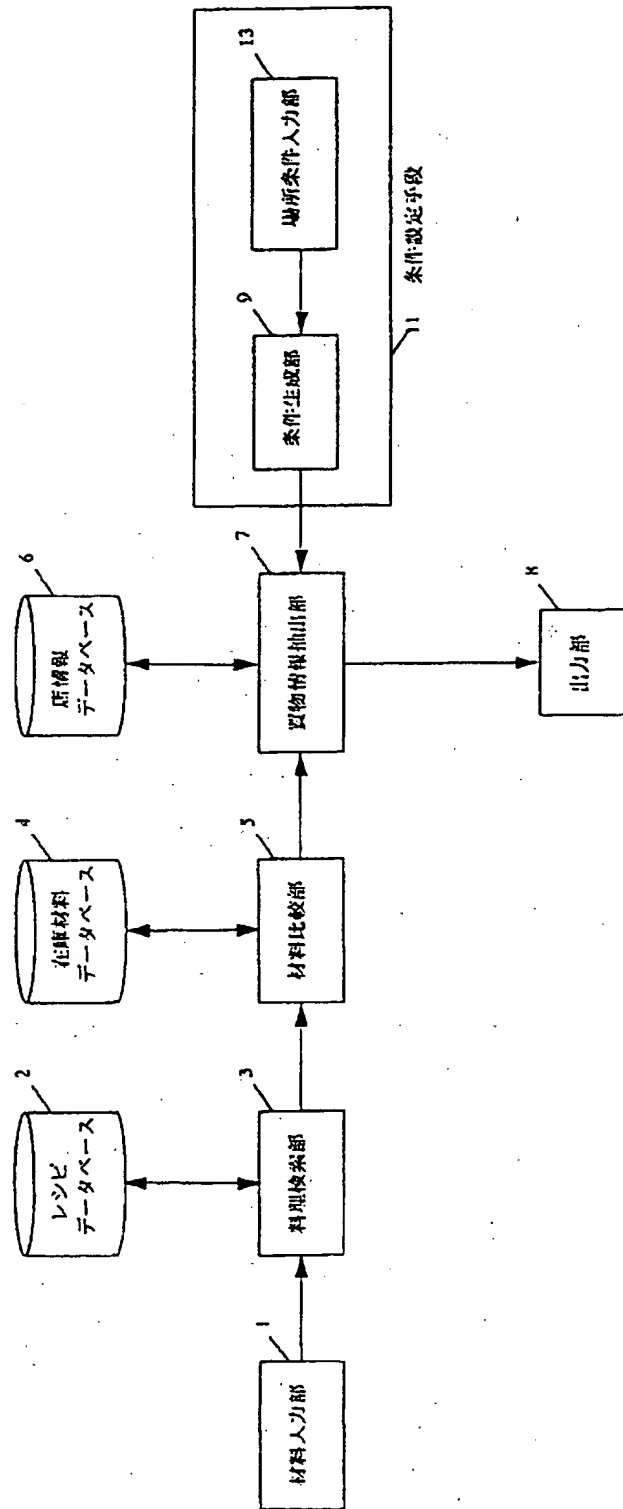 1
材料入力部
2
レシピ
データベース
3
料理検索部
4
在庫材料
データベース
5
材料比較部
6
店情報
データベース
7
買物情報抽出部
8
出力部
9
条件生成部
13
場所条件入力部
11
条件設定手段